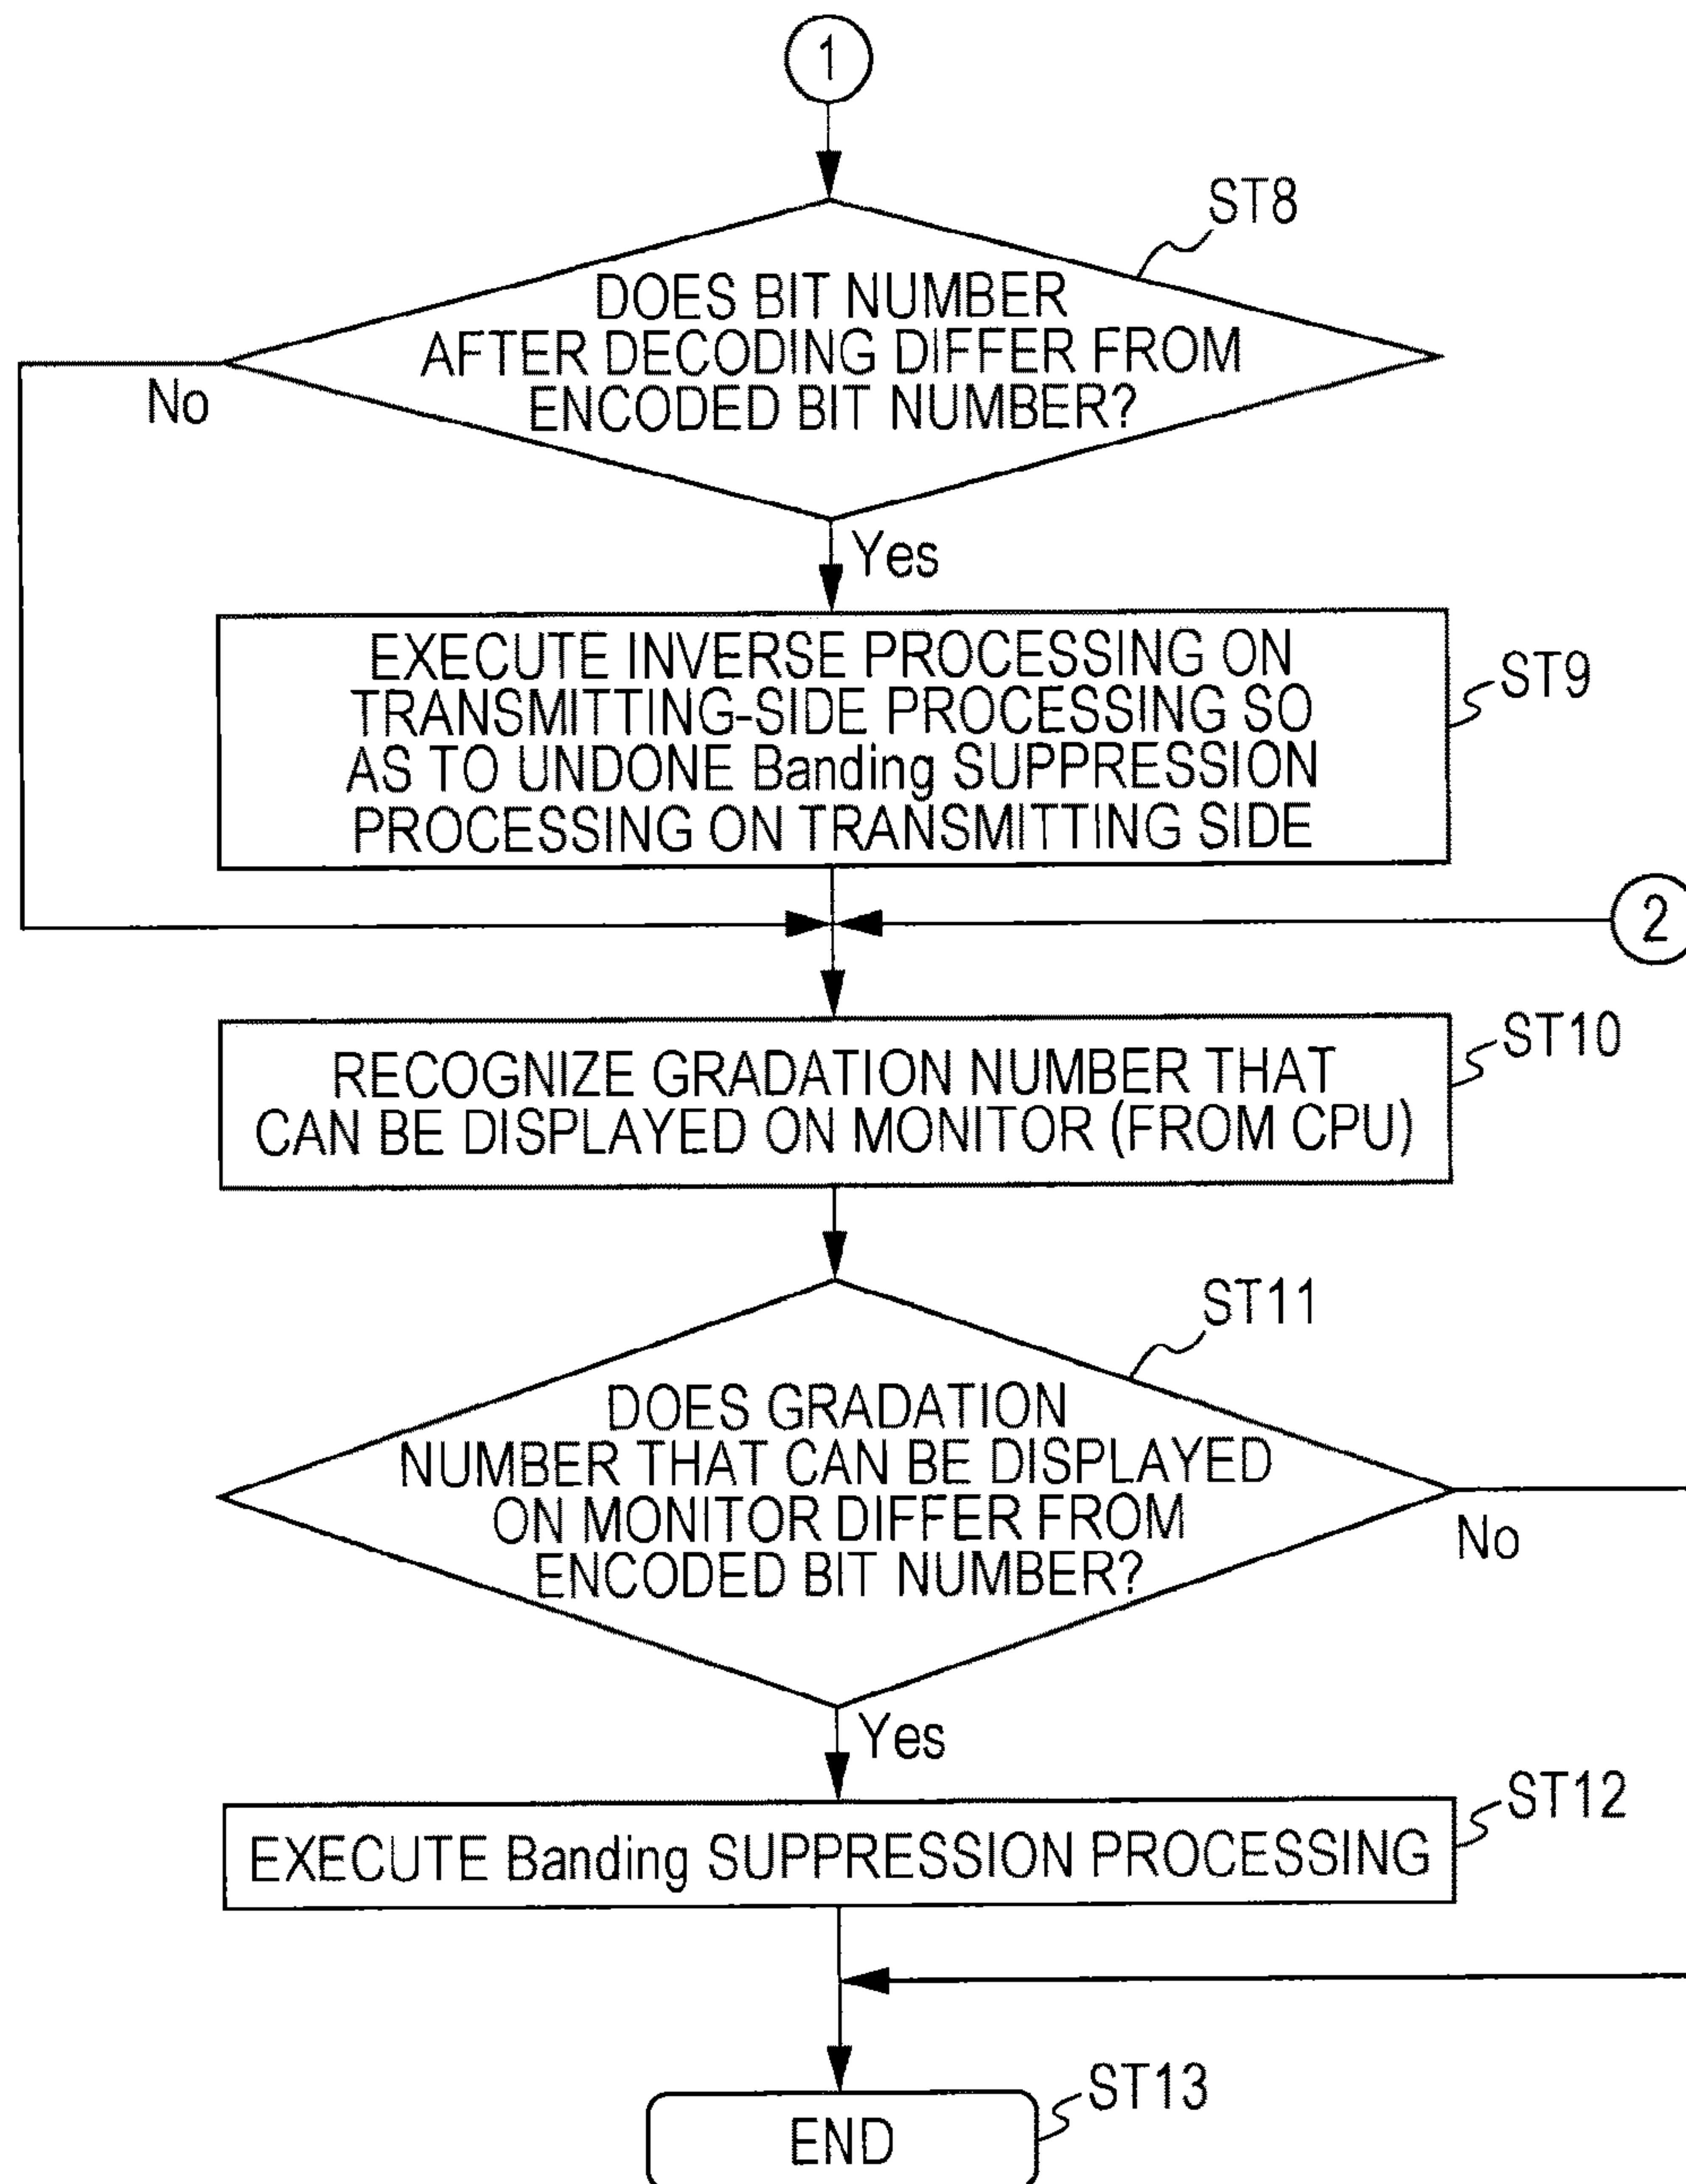 1
ST8
DOES BIT NUMBER
AFTER DECODING DIFFER FROM
ENCODED BIT NUMBER?
No
Yes
EXECUTE INVERSE PROCESSING ON
TRANSMITTING-SIDE PROCESSING SO
AS TO UNDONE Banding SUPPRESSION
PROCESSING ON TRANSMITTING SIDE
ST9
2
RECOGNIZE GRADATION NUMBER THAT
CAN BE DISPLAYED ON MONITOR (FROM CPU)
ST10
ST11
DOES GRADATION
NUMBER THAT CAN BE DISPLAYED
ON MONITOR DIFFER FROM
ENCODED BIT NUMBER?
No
Yes
EXECUTE Banding SUPPRESSION PROCESSING
ST12
END
ST13